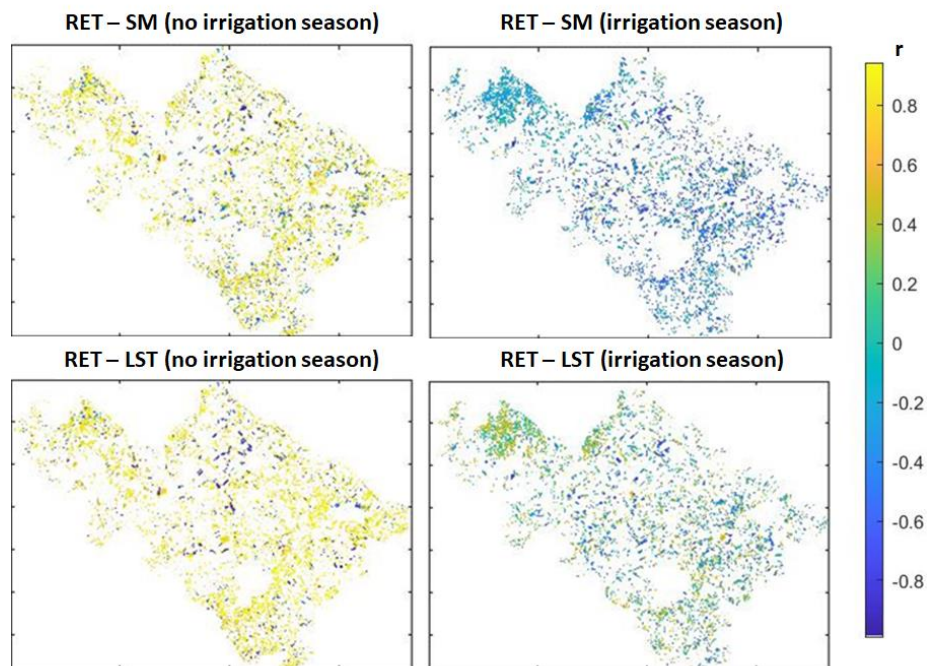 RET – SM (no irrigation season)
RET – SM (irrigation season)
r
0.8
0.6
0.4
0.2
0
-0.2
-0.4
-0.6
-0.8
RET – LST (no irrigation season)
RET – LST (irrigation season)